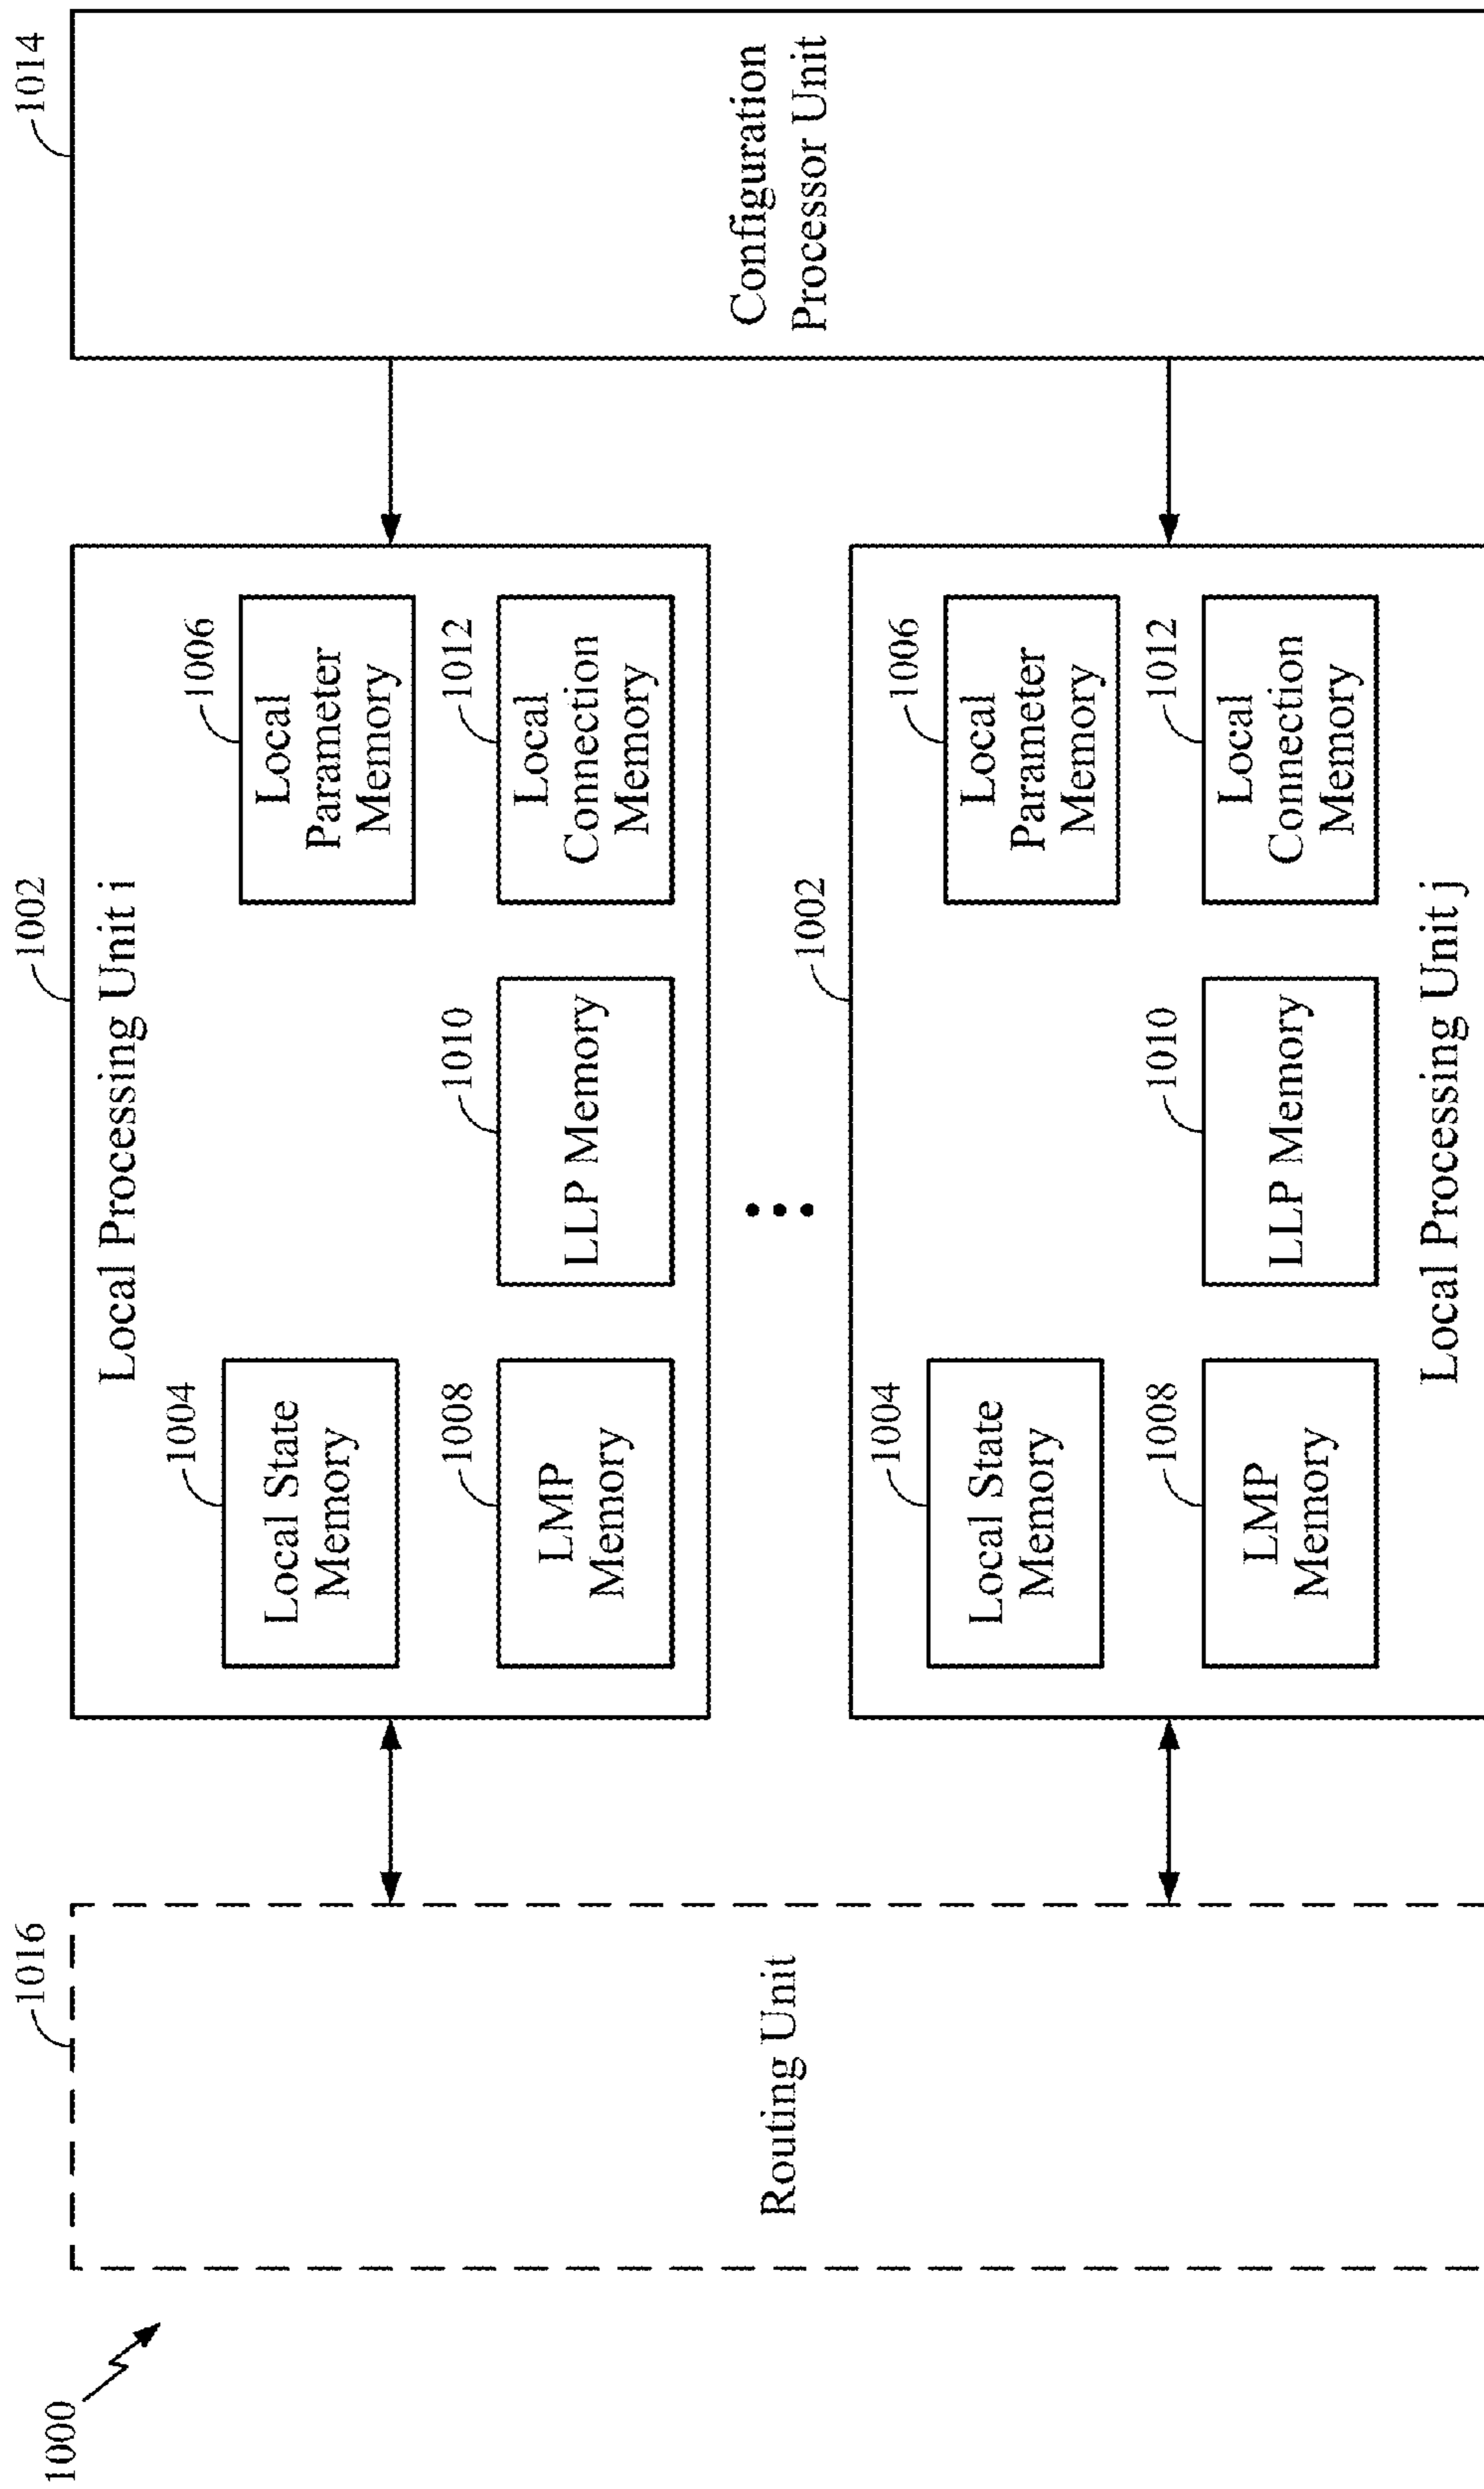 1000
1016
Routing Unit
1002
Local Processing Unit i
1004
Local State
Memory
1006
Local
Parameter
Memory
1008
LMP
Memory
1010
LLP Memory
1012
Local
Connection
Memory
1002
1004
Local State
Memory
1006
Local
Parameter
Memory
1008
LMP
Memory
1010
LLP Memory
1012
Local
Connection
Memory
Local Processing Unit j
1014
Configuration
Processor Unit